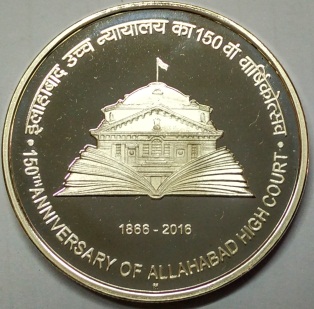 इलाहाबाद उच्च न्यायालय का 150 वां वार्षिकोत्सव
1866 - 2016
• 150TH ANNIVERSARY OF ALLAHABAD HIGH COURT •